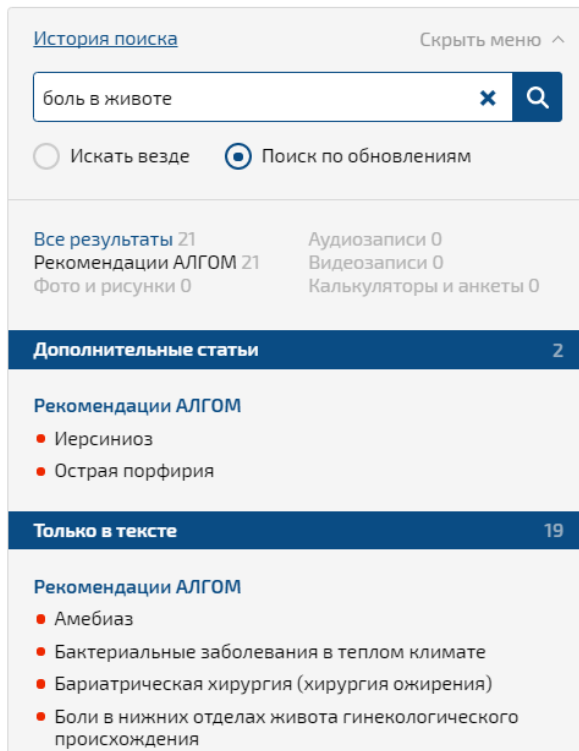 История поиска
Скрыть меню
боль в животе
Искать везде
Поиск по обновлениям
Все результаты 21
Аудиозаписи 0
Рекомендации АЛГОМ 21
Видеозаписи 0
Фото и рисунки 0
Калькуляторы и анкеты 0
Дополнительные статьи 2
Рекомендации АЛГОМ
Иерсиниоз
Острая порфирия
Только в тексте 19
Рекомендации АЛГОМ
Амебиаз
Бактериальные заболевания в теплом климате
Бариатрическая хирургия (хирургия ожирения)
Боли в нижних отделах живота гинекологического
происхождения